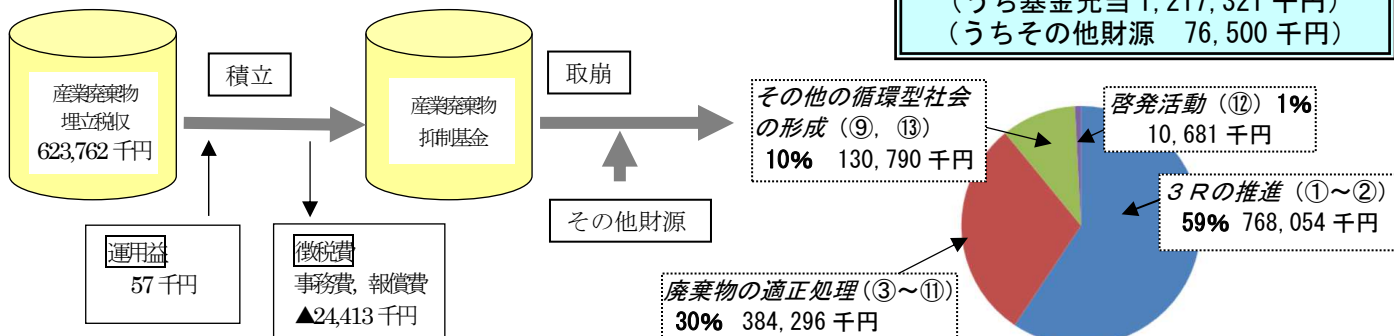 （うち基金充当 1,217,321 千円）
（うちその他財源　76,500 千円）
産業廃棄物
埋立税収
623,762 千円
積立
産業廃棄物
抑制基金
取崩
その他財源
運用益
57 千円
徴税費
事務費，報償費
▲24,413 千円
その他の循環型社会
の形成（⑨，⑬）
10%　130,790 千円
啓発活動（⑫）1%
10,681 千円
３Ｒの推進（①～②）
59%　768,054 千円
廃棄物の適正処理（③～⑪）
30%　384,296 千円